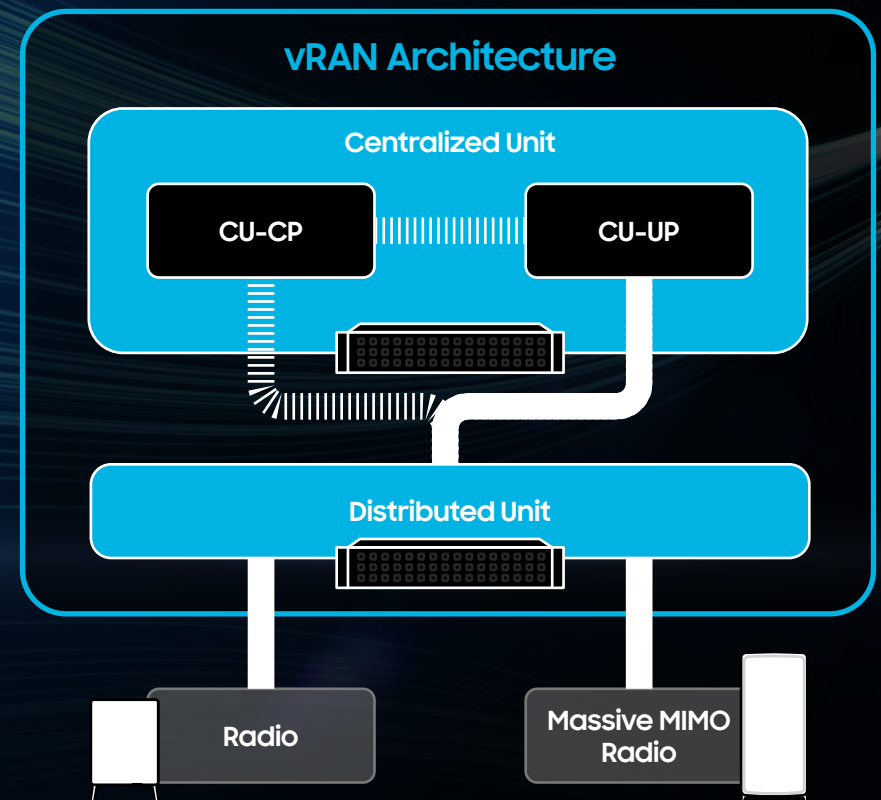 vRAN Architecture
Centralized Unit
CU-CP
CU-UP
Distributed Unit
Radio
Massive MIMO
Radio